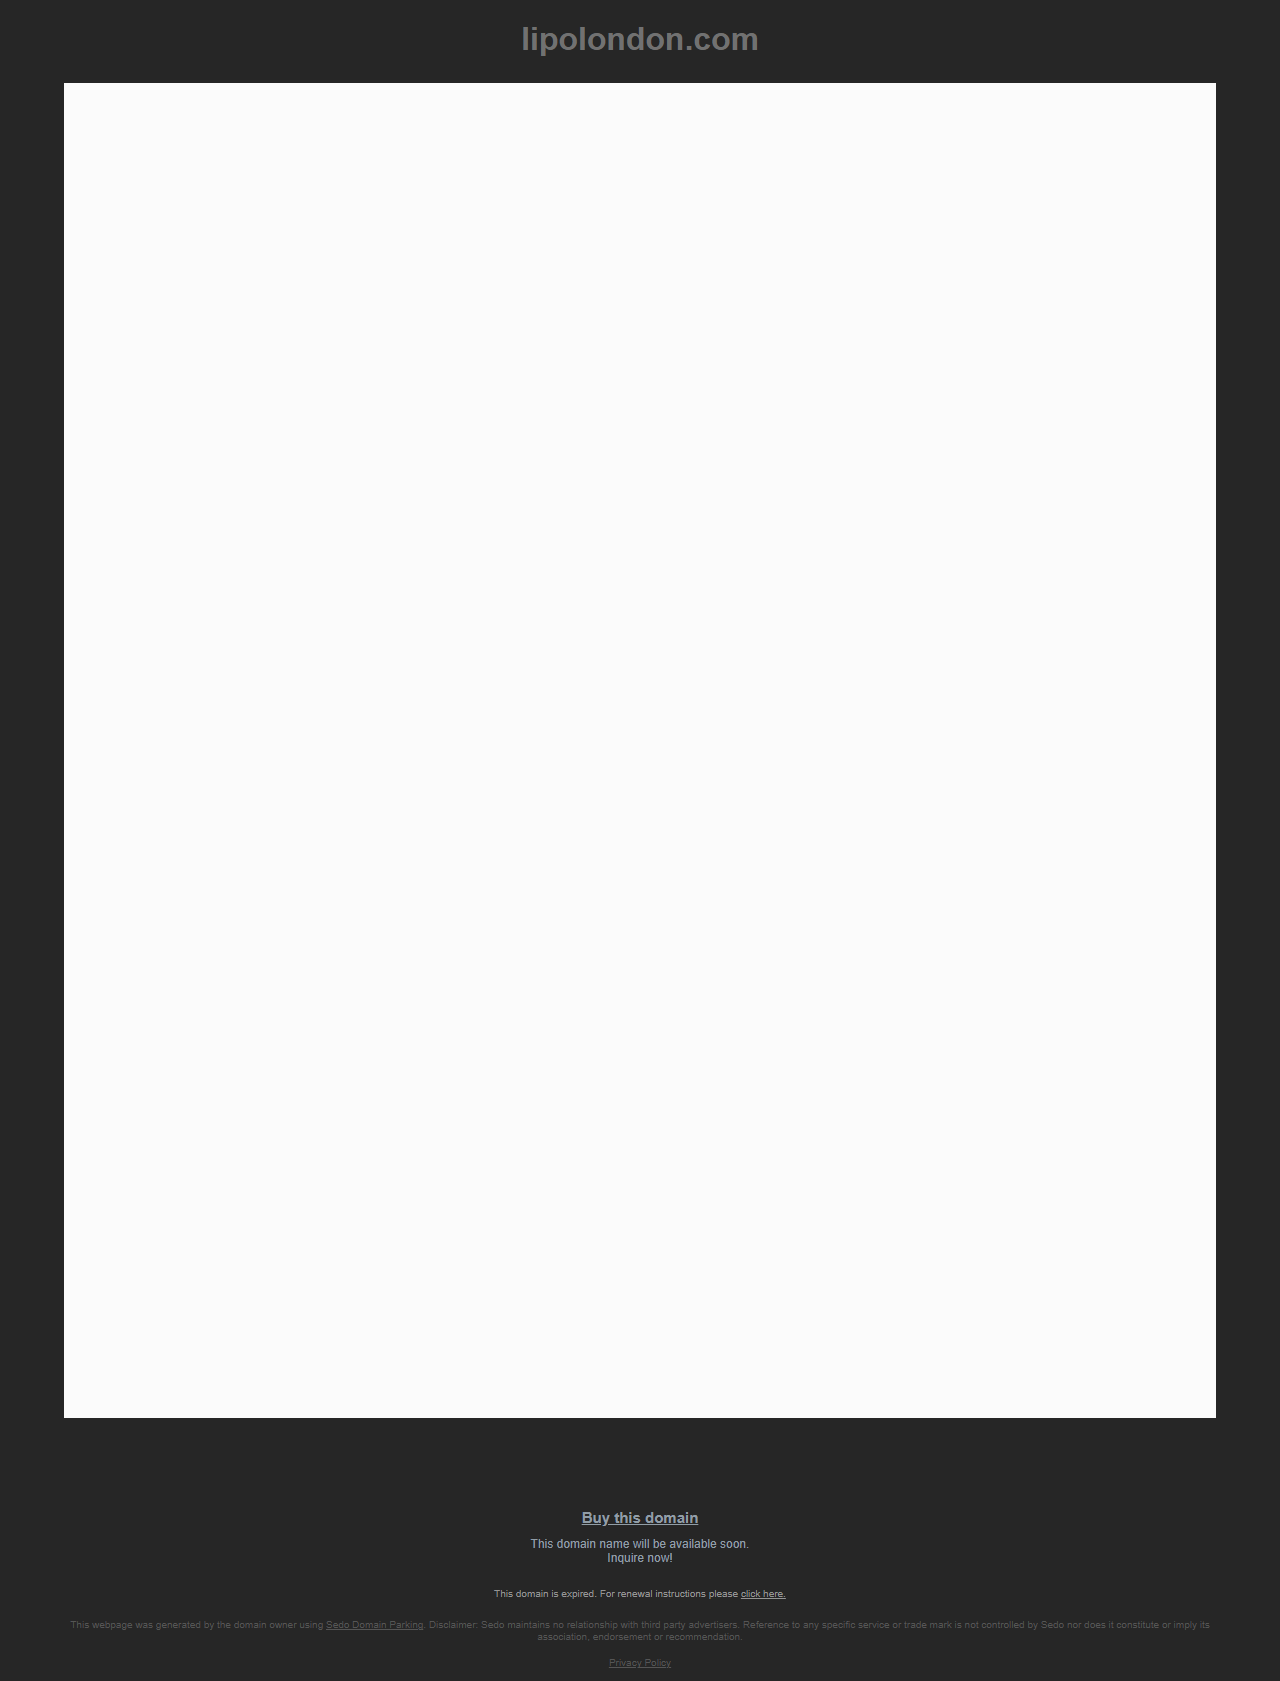 lipolondon.com
Buy this domain
This domain name will be available soon.
Inquire now!
This domain is expired. For renewal instructions please click here.
This webpage was generated by the domain owner using Sedo Domain Parking. Disclaimer: Sedo maintains no relationship with third party advertisers. Reference to any specific service or trade mark is not controlled by Sedo nor does it constitute or imply its
association, endorsement or recommendation.
Privacy Policy